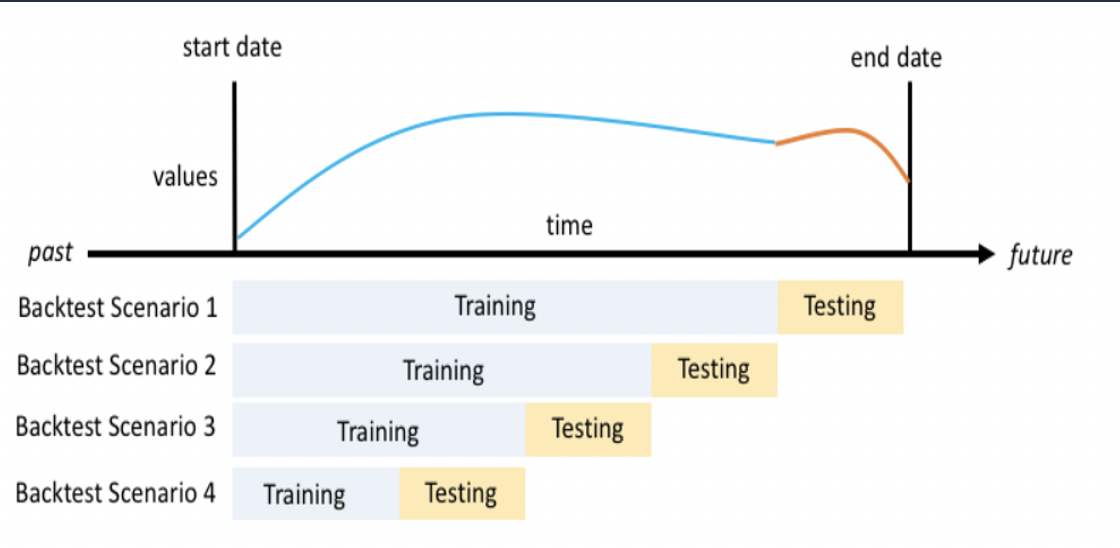 start date
end date
values
time
past
future
Backtest Scenario 1 Training Testing
Backtest Scenario 2 Training Testing
Backtest Scenario 3 Training Testing
Backtest Scenario 4 Training Testing